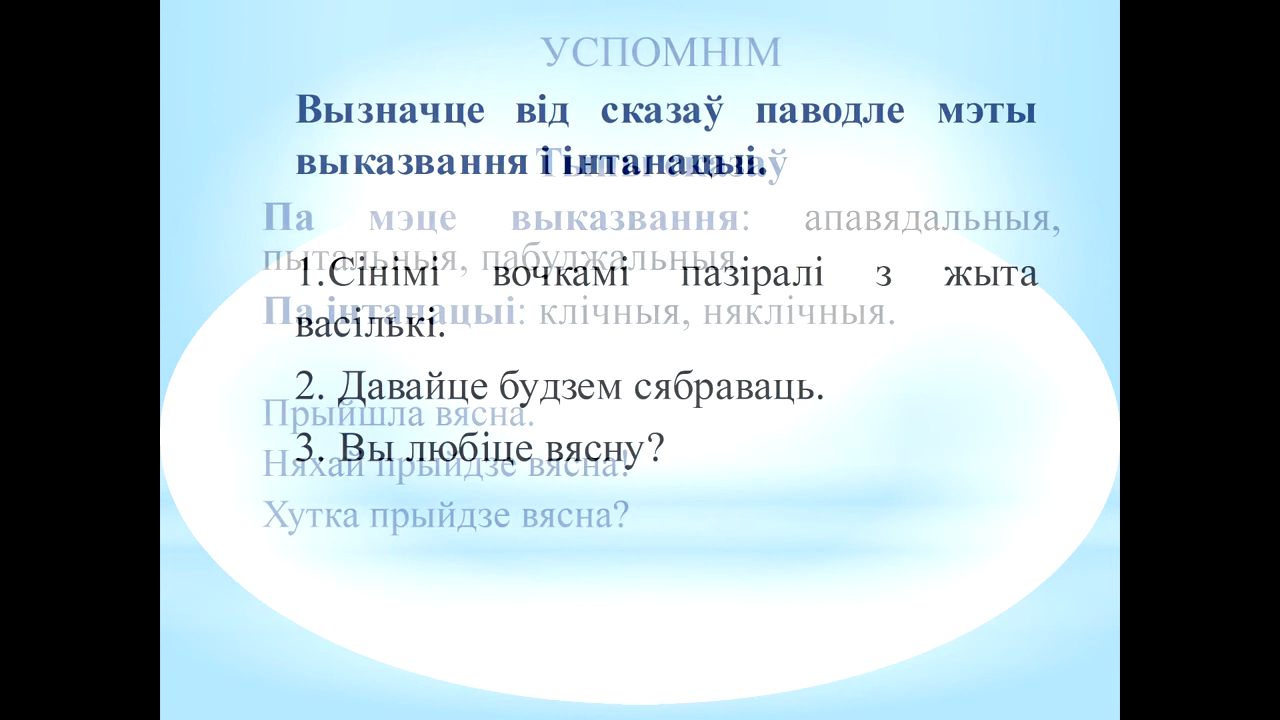 УСПОМНІМ
Вызначце від сказаў паводле мэты
выказвання і інтанацыі.
Тыпы сказаў
Па мэце выказвання: апавядальныя,
пытальныя, пабуджальныя.
1.Сінімі вочкамі пазіралі з жыта
Па інтанацыі: клічныя, няклічныя.
васількі.
2. Давайце будзем сябраваць.
Прыйшла вясна.
3. Вы любіце вясну?
Няхай прыйдзе вясна!
Хутка прыйдзе вясна?